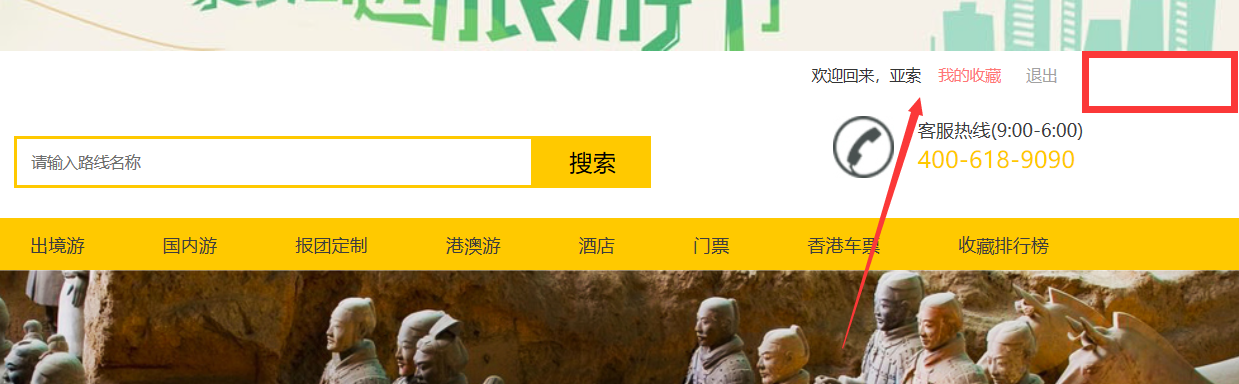 旅游节
欢迎回来，亚索 我的收藏 退出
客服热线(9:00-6:00)
400-618-9090
请输入路线名称 搜索
出境游 国内游 报团定制 港澳游 酒店 门票 香港车票 收藏排行榜